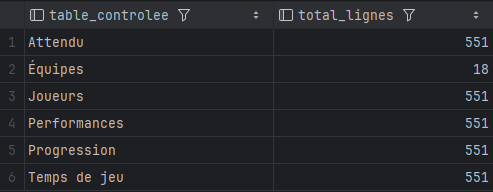 table_controlee total_lignes
1 Attendu 551
2 Équipes 18
3 Joueurs 551
4 Performances 551
5 Progression 551
6 Temps de jeu 551